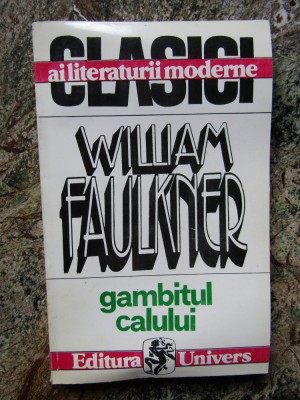 CLASICI
ai literaturii moderne
WILLIAM
FAULKNER
gambitul
calului
Editura Univers